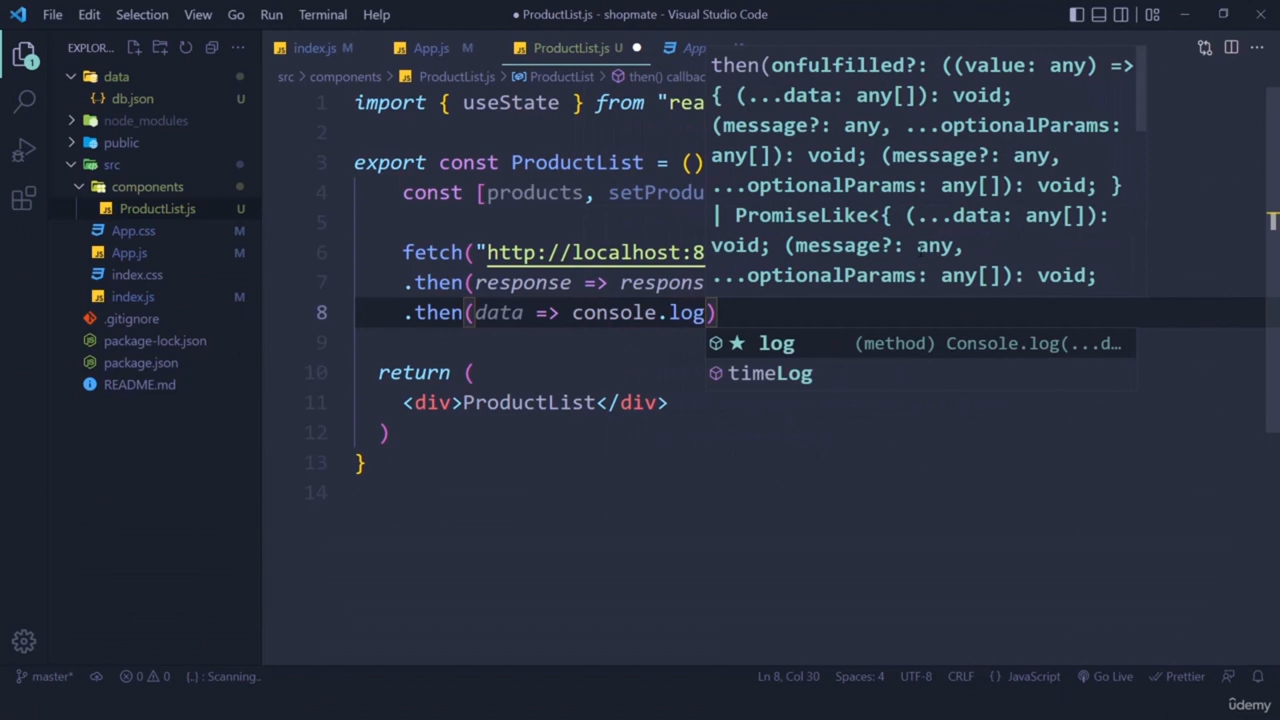 File Edit Selection View Go Run Terminal Help
● ProductList.js - shopmate - Visual Studio Code
EXPLOR...
index.js M
App.js M
ProductList.js U
App
src > components > ProductList.js > ProductList > then() callbac
data
db.json U
node_modules
public
src
components
ProductList.js U
App.css U
App.js M
index.css U
index.js M
.gitignore
package-lock.json
package.json
README.md
1 import { useState } from "rea
2
3 export const ProductList = ()
4 const [products, setProdu
5
6 fetch("http://localhost:8
7 .then(response => respons
8 .then(data => console.log)
9
10 return (
11 <div>ProductList</div>
12 )
13 }
14
then(onfulfilled?: ((value: any) =>
{ (...data: any[]): void;
(message?: any, ...optionalParams:
any[]): void; (message?: any,
...optionalParams: any[]): void; }
| PromiseLike<{ (...data: any[]):
void; (message?: any,
...optionalParams: any[]): void;
log (method) Console.log(...d...
timeLog
1
master* 0 0 {..} : Scanning..
Ln 8, Col 30 Spaces: 4 UTF-8 CRLF {} JavaScript Go Live Prettier
ûdemy